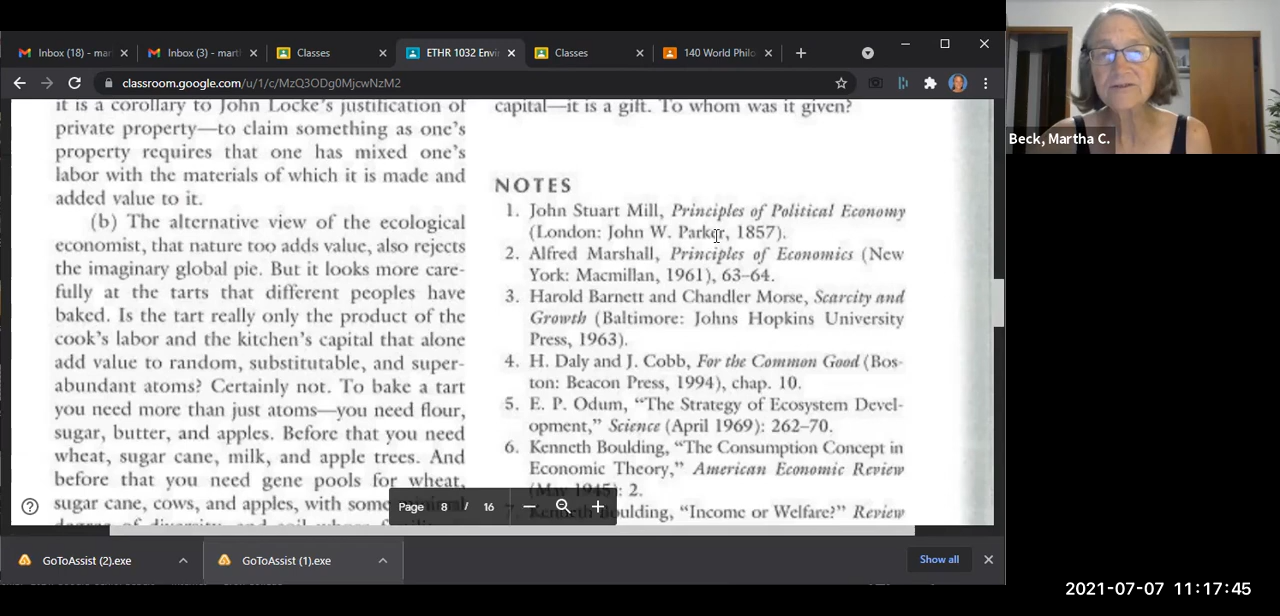 Inbox (18) - mar
Inbox (3) - mart
Classes
ETHR 1032 Envi
Classes
140 World Philo
classroom.google.com/u/1/c/MzQ3ODg0MjcwNzM2
Beck, Martha C.
it is a corollary to John Locke's justification of
private property—to claim something as one's
property requires that one has mixed one's
labor with the materials of which it is made and
added value to it.
(b) The alternative view of the ecological
economist, that nature too adds value, also rejects
the imaginary global pie. But it looks more care-
fully at the tarts that different peoples have
baked. Is the tart really only the product of the
cook's labor and the kitchen's capital that alone
add value to random, substitutable, and super-
abundant atoms? Certainly not. To bake a tart
you need more than just atoms—you need flour,
sugar, butter, and apples. Before that you need
wheat, sugar cane, milk, and apple trees. And
before that you need gene pools for wheat,
sugar cane, cows, and apples, with some
capital—it is a gift. To whom was it given?
NOTES
1. John Stuart Mill, Principles of Political Economy
(London: John W. Parker, 1857).
2. Alfred Marshall, Principles of Economics (New
York: Macmillan, 1961), 63–64.
3. Harold Barnett and Chandler Morse, Scarcity and
Growth (Baltimore: Johns Hopkins University
Press, 1963).
4. H. Daly and J. Cobb, For the Common Good (Bos-
ton: Beacon Press, 1994), chap. 10.
5. E. P. Odum, "The Strategy of Ecosystem Devel-
opment," Science (April 1969): 262–70.
6. Kenneth Boulding, "The Consumption Concept in
Economic Theory," American Economic Review
(May 1945): 2.
Kenneth Boulding, "Income or Welfare?" Review
Page 8 / 16
GoToAssist (2).exe
GoToAssist (1).exe
Show all
2021-07-07 11:17:45